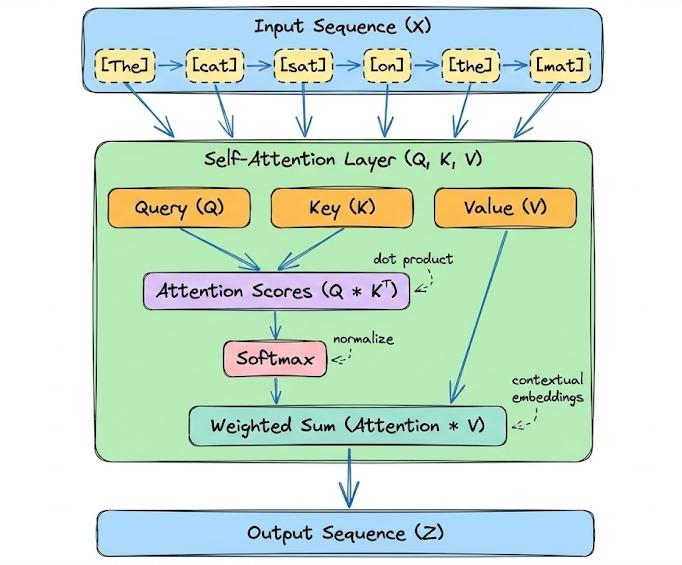 Input Sequence (X)
[The] [cat] [sat] [on] [the] [mat]
Self-Attention Layer (Q, K, V)
Query (Q) Key (K) Value (V)
dot product
Attention Scores (Q * Kᵀ)
normalize
Softmax
contextual
embeddings
Weighted Sum (Attention * V)
Output Sequence (Z)